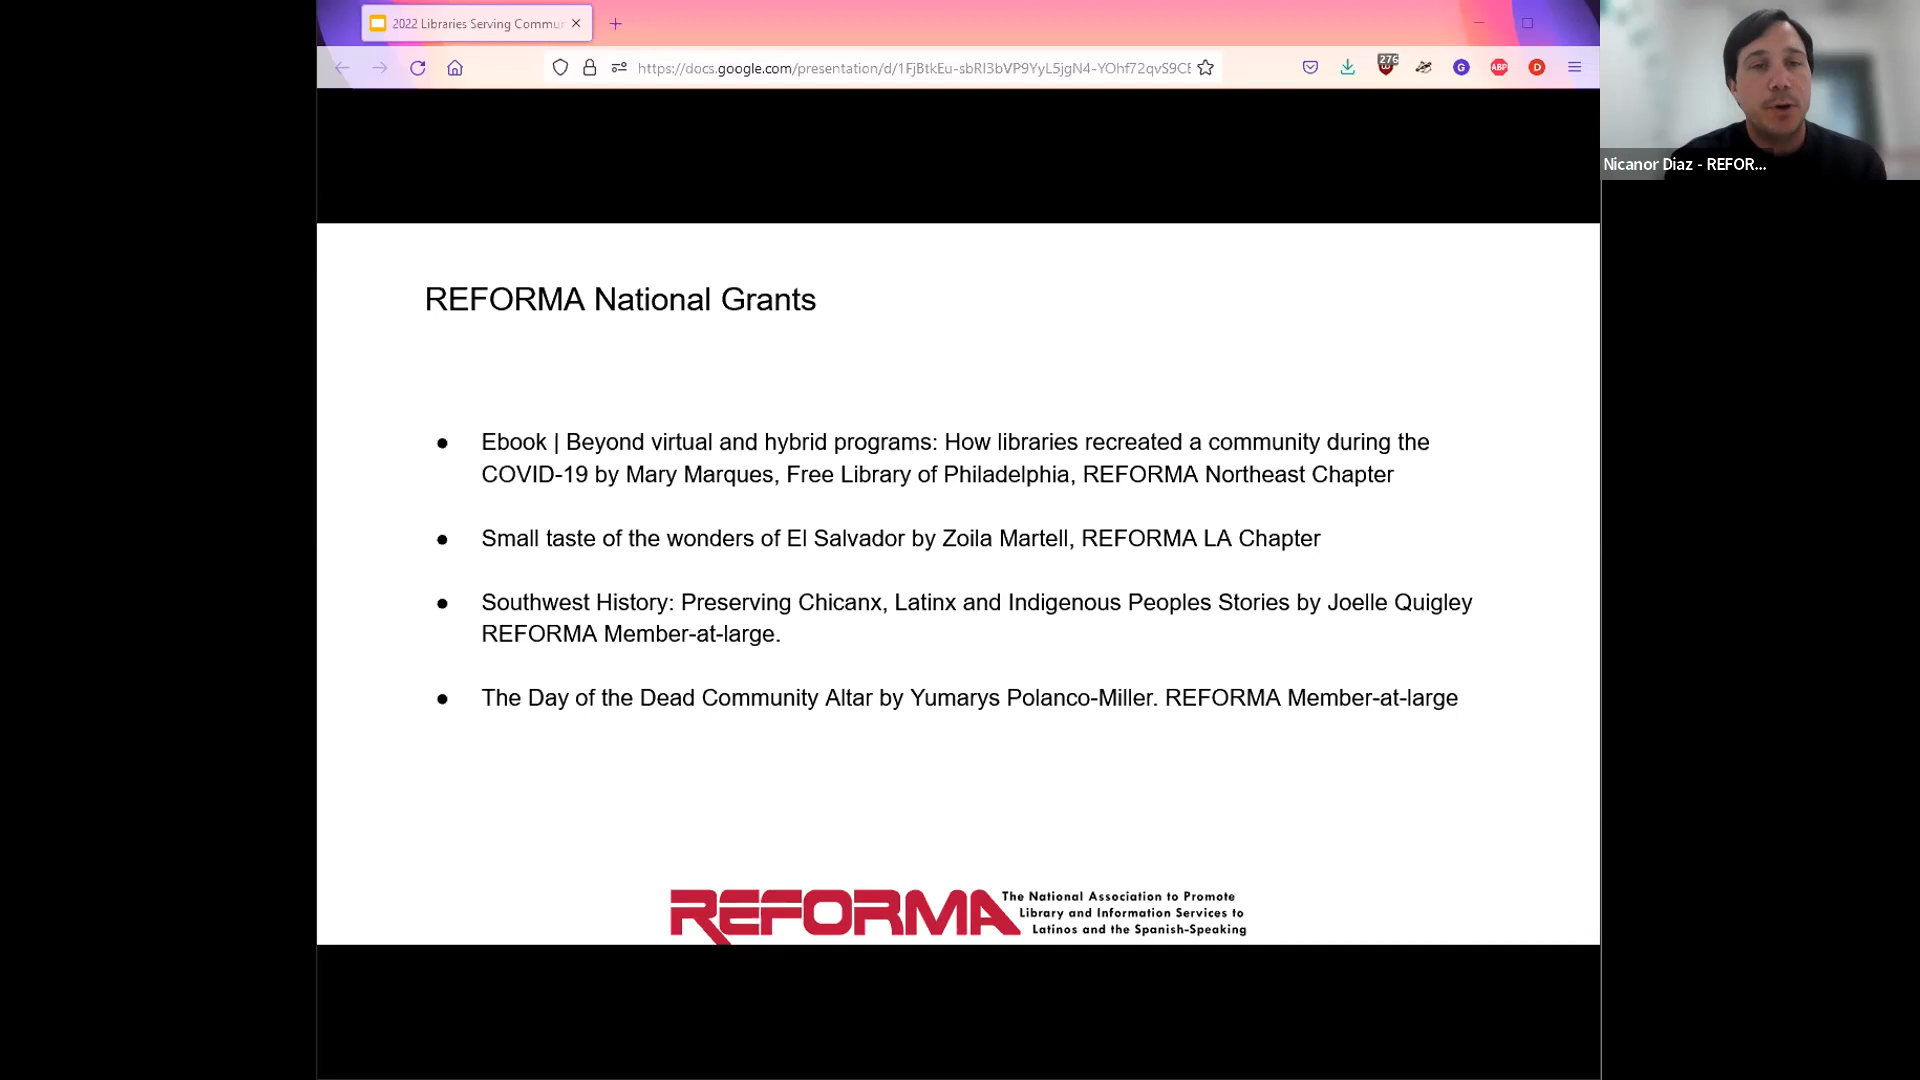 2022 Libraries Serving Commun
https://docs.google.com/presentation/d/1FjBtkEu-sbRI3bVP9YyL5jgN4-YOhf72qvS9CE
276
G
ABP
D
Nicanor Diaz - REFOR...
REFORMA National Grants
● Ebook | Beyond virtual and hybrid programs: How libraries recreated a community during the
COVID-19 by Mary Marques, Free Library of Philadelphia, REFORMA Northeast Chapter
● Small taste of the wonders of El Salvador by Zoila Martell, REFORMA LA Chapter
● Southwest History: Preserving Chicanx, Latinx and Indigenous Peoples Stories by Joelle Quigley
REFORMA Member-at-large.
● The Day of the Dead Community Altar by Yumarys Polanco-Miller. REFORMA Member-at-large
REFORMA
The National Association to Promote
Library and Information Services to
Latinos and the Spanish-Speaking